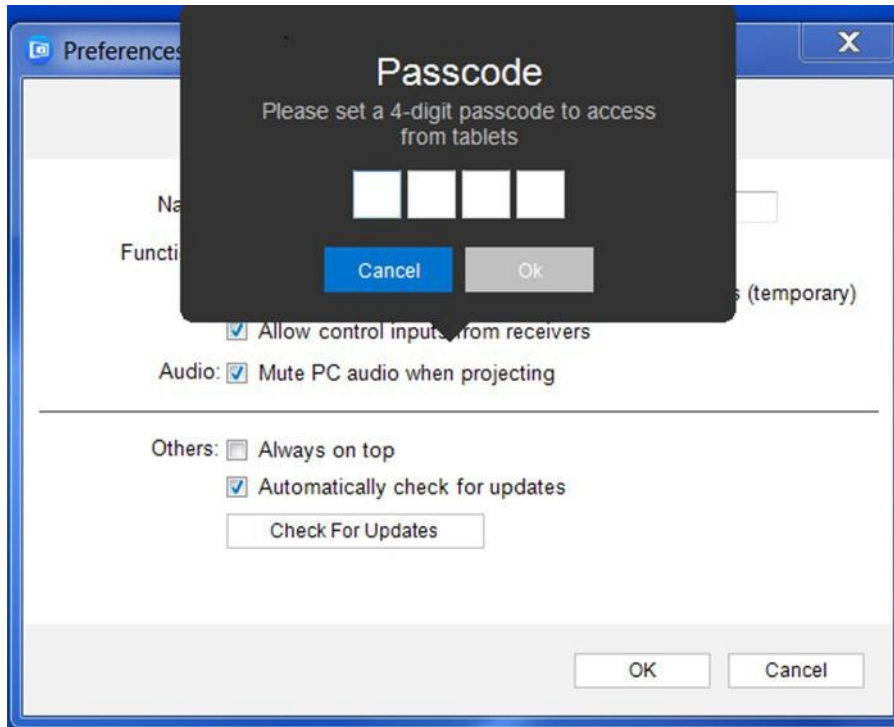 Preferences
X
Passcode
Please set a 4-digit passcode to access
from tablets
Cancel Ok
(temporary)
Allow control inputs from receivers
Audio: Mute PC audio when projecting
Others: Always on top
Automatically check for updates
Check For Updates
OK Cancel